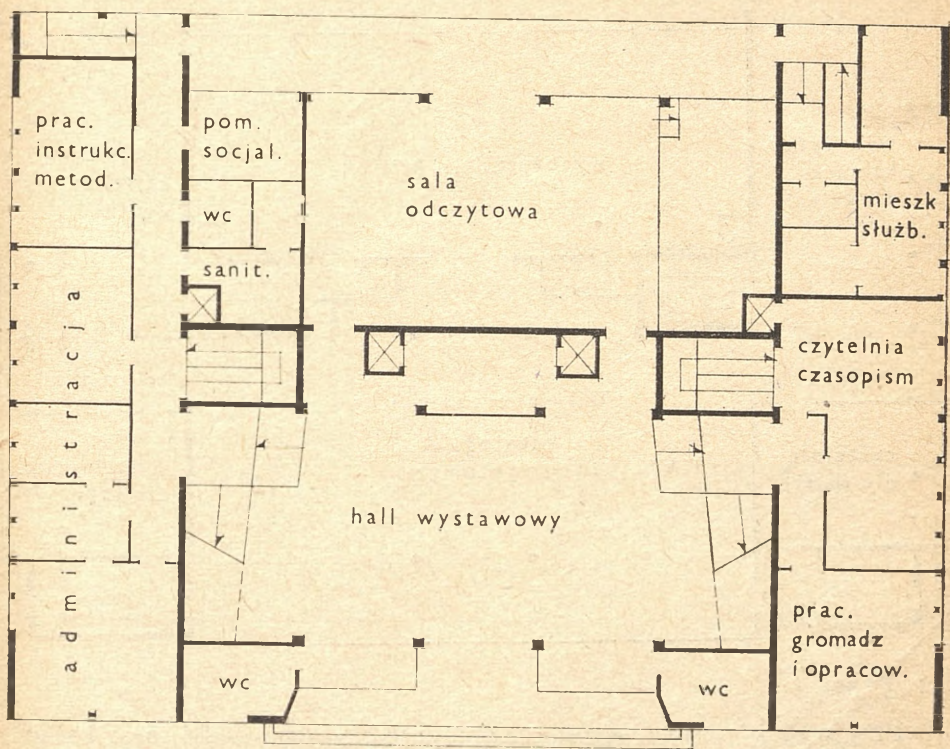 prac.
instrukc.
metod.
pom.
socjal.
wc
sanit.
sala
odczytowa
mieszk
służb.
czytelnia
czasopism
administracja
hall wystawowy
prac.
gromadz
i opracow.
wc
wc